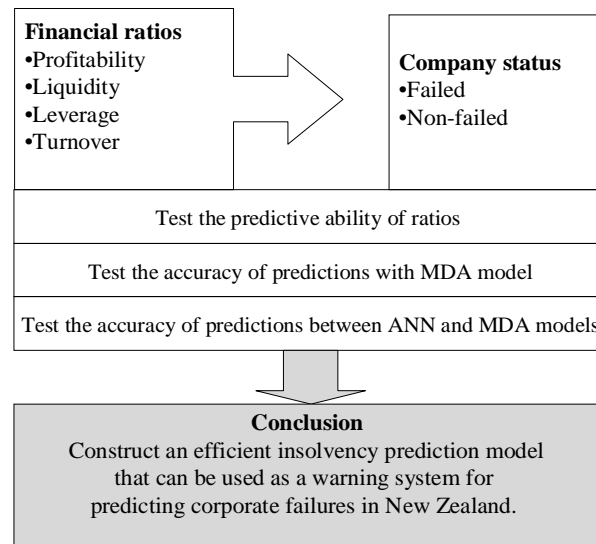 Financial ratios
•Profitability
•Liquidity
•Leverage
•Turnover
Company status
•Failed
•Non-failed
Test the predictive ability of ratios
Test the accuracy of predictions with MDA model
Test the accuracy of predictions between ANN and MDA models
Conclusion
Construct an efficient insolvency prediction model
that can be used as a warning system for
predicting corporate failures in New Zealand.